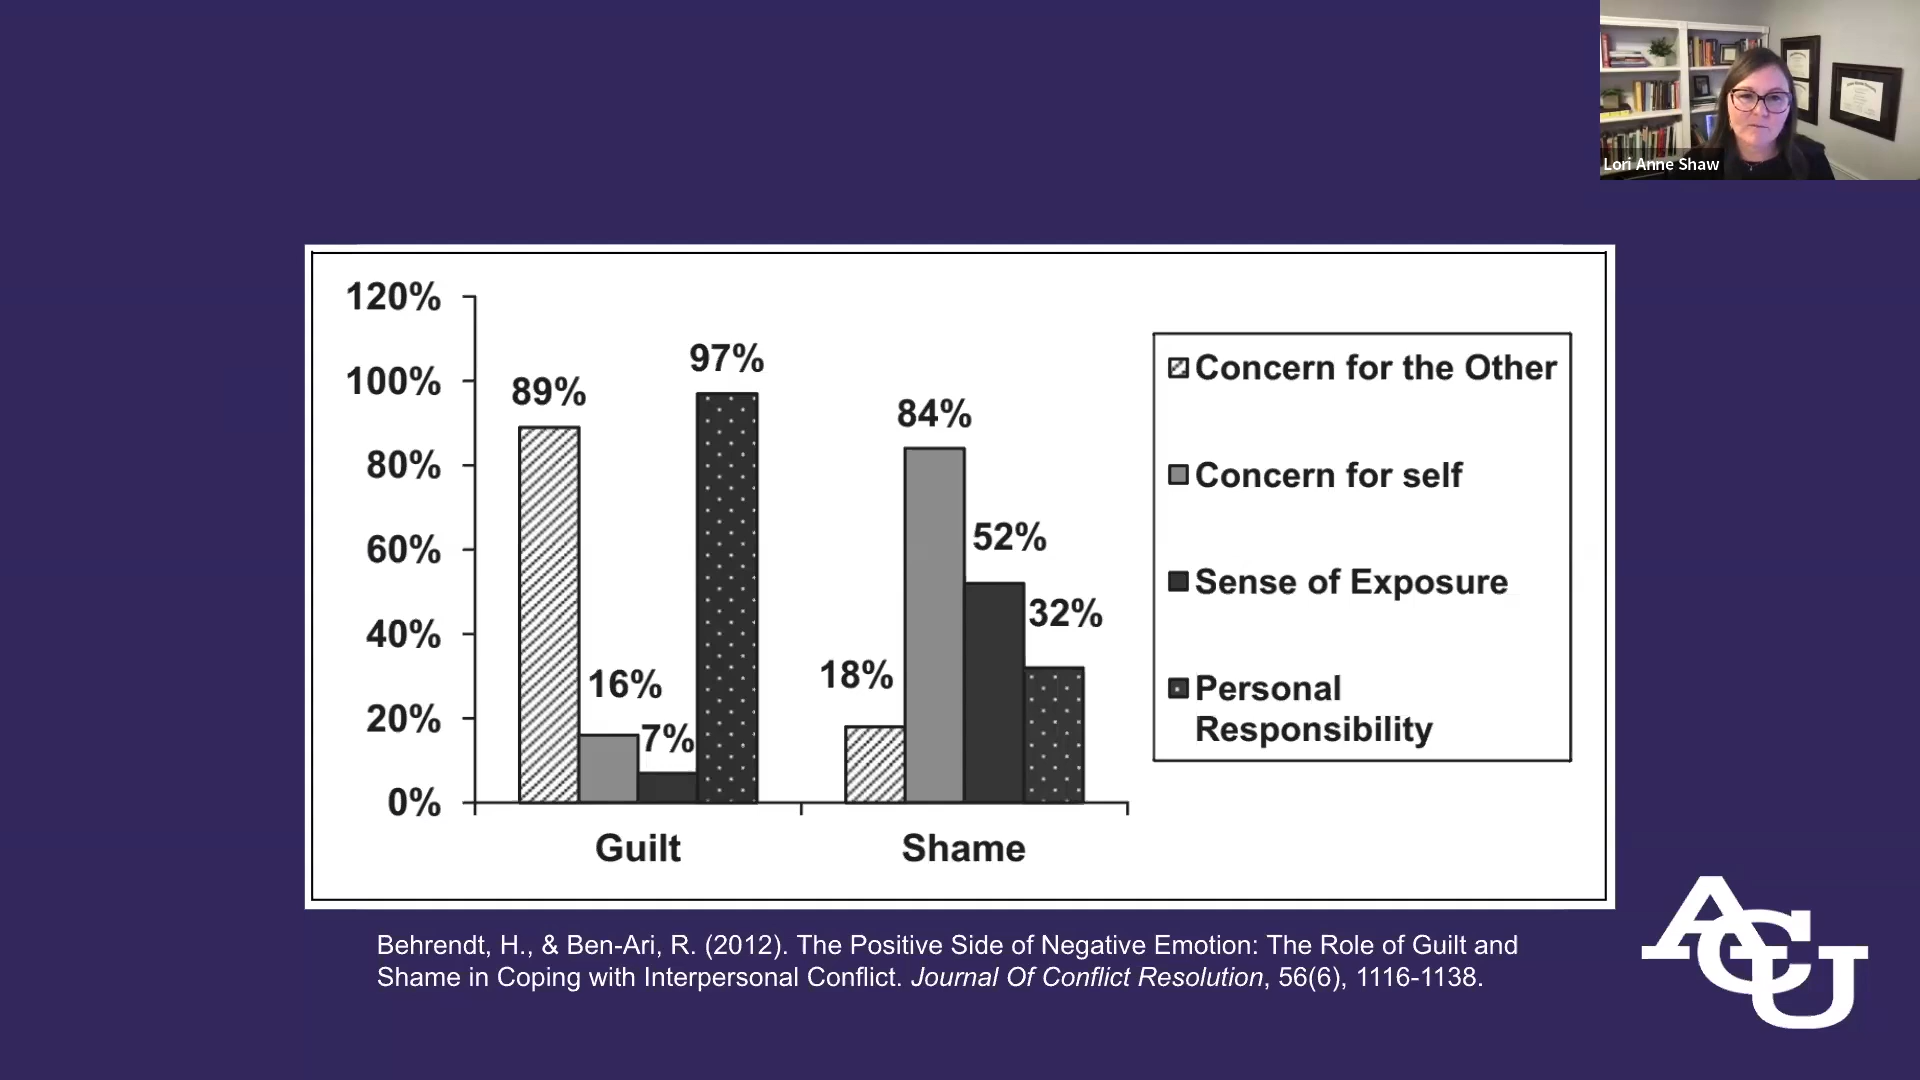 Lori Anne Shaw
120%
100%
80%
60%
40%
20%
0%
89%
16%
7%
97%
18%
84%
52%
32%
Guilt
Shame
Concern for the Other
Concern for self
Sense of Exposure
Personal
Responsibility
Behrendt, H., & Ben-Ari, R. (2012). The Positive Side of Negative Emotion: The Role of Guilt and
Shame in Coping with Interpersonal Conflict. Journal Of Conflict Resolution, 56(6), 1116-1138.
ACU